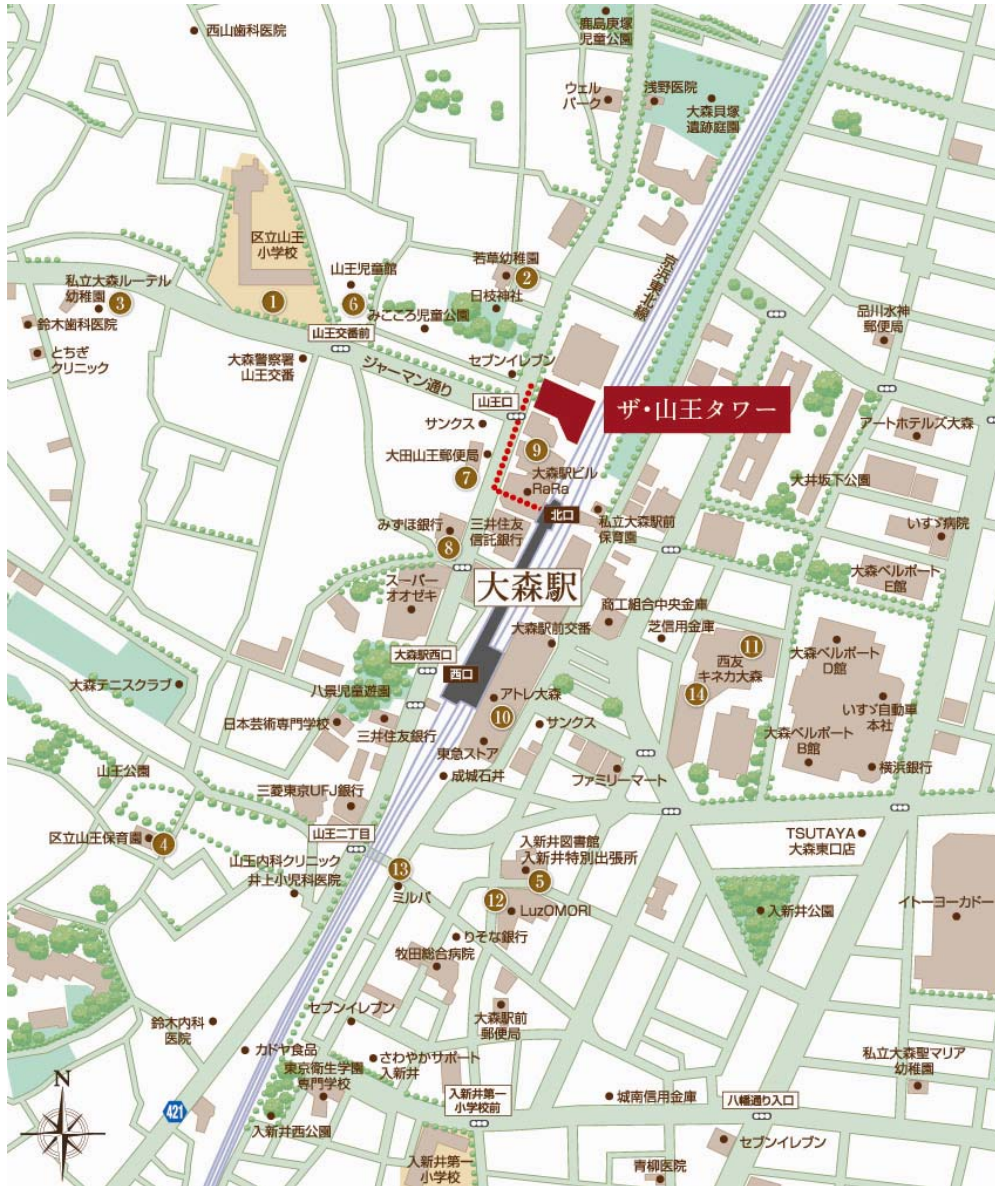 西山歯科医院
鹿島庚塚
児童公園
ウェル
パーク
浅野医院
大森貝塚
遺跡庭園
区立山王
小学校
若草幼稚園
2
山王児童館
6
日枝神社
私立大森ルーテル
幼稚園
3
1
みこころ児童公園
京浜東北線
品川水神
郵便局
鈴木歯科医院
山王交番前
とちぎ
クリニック
大森警察署
山王交番
ジャーマン通り
セブンイレブン
山王口
ザ・山王タワー
サンクス
アートホテルズ大森
大田山王郵便局
7
9
大森駅ビル
RaRa
大井坂下公園
みずほ銀行
8
三井住友
信託銀行
北口
私立大森駅前
保育園
いすゞ病院
スーパー
オオゼキ
大森駅
大森ベルポート
E館
商工組合中央金庫
大森駅前交番
芝信用金庫
11
西友
キネカ大森
大森ベルポート
D館
大森駅西口
西口
大森テニスクラブ
八景児童遊園
アトレ大森
10
14
いすゞ自動車
本社
日本芸術専門学校
三井住友銀行
サンクス
大森ベルポート
B館
東急ストア
山王公園
成城石井
ファミリーマート
横浜銀行
三菱東京UFJ銀行
区立山王保育園
4
山王二丁目
入新井図書館
入新井特別出張所
5
TSUTAYA
大森東口店
山王内科クリニック
井上小児科医院
13
ミルパ
12
LuzOMORI
入新井公園
イトーヨーカドー
りそな銀行
牧田総合病院
セブンイレブン
大森駅前
郵便局
鈴木内科
医院
カドヤ食品
さわやかサポート
入新井
東京衛生学園
専門学校
私立大森聖マリア
幼稚園
N
421
入新井第一
小学校前
城南信用金庫
八幡通り入口
入新井西公園
セブンイレブン
入新井第一
小学校
青柳医院